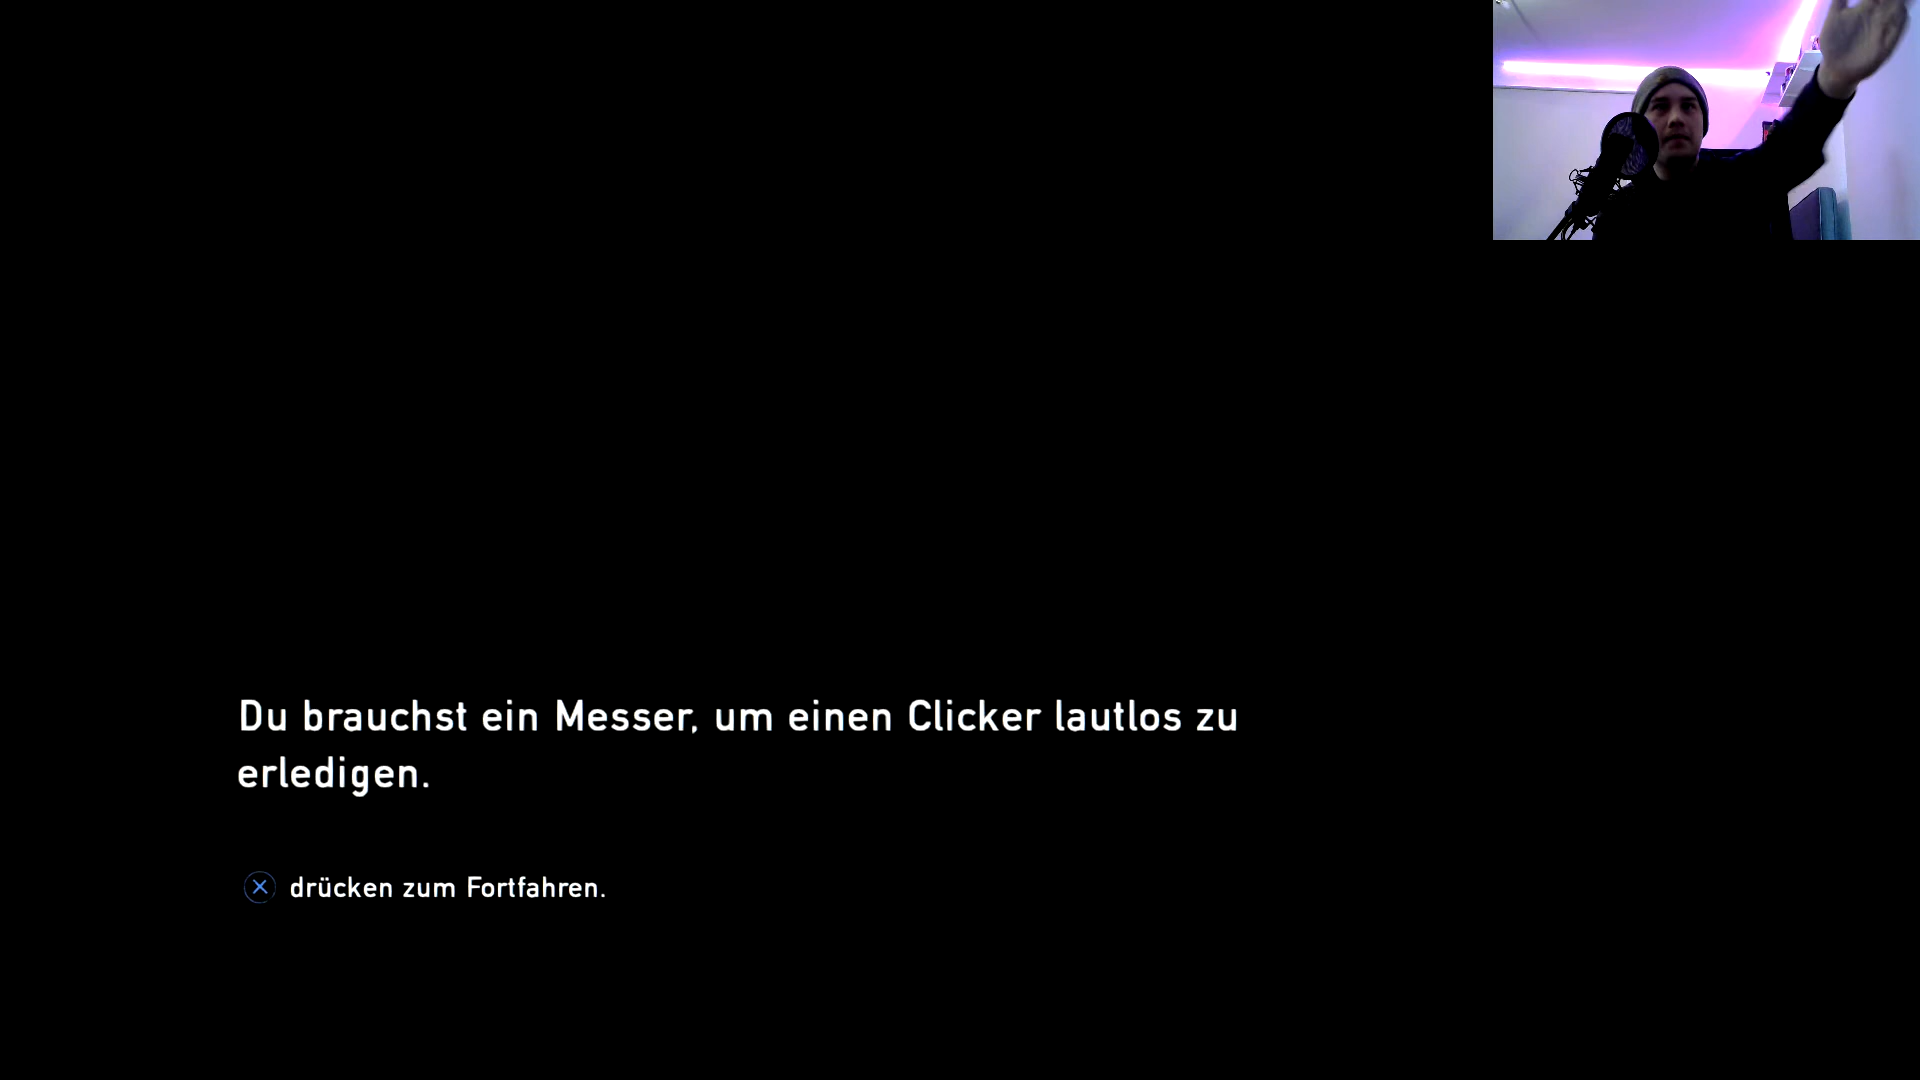 Du brauchst ein Messer, um einen Clicker lautlos zu
erledigen.
drücken zum Fortfahren.